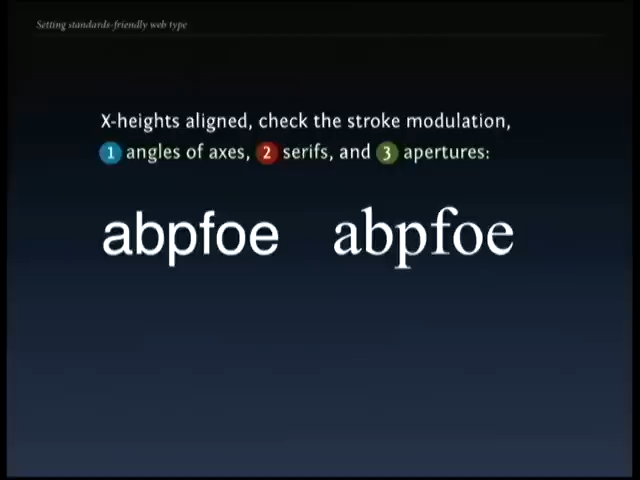 Setting standards-friendly web type
X-heights aligned, check the stroke modulation,
1 angles of axes, 2 serifs, and 3 apertures:
abpfoe abpfoe